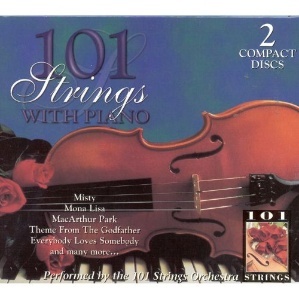 101
Strings
WITH PIANO
2
COMPACT
DISCS
Misty
Mona Lisa
MacArthur Park
Theme From The Godfather
Everybody Loves Somebody
and many more...
101
STRINGS
Performed by the 101 Strings Orchestra